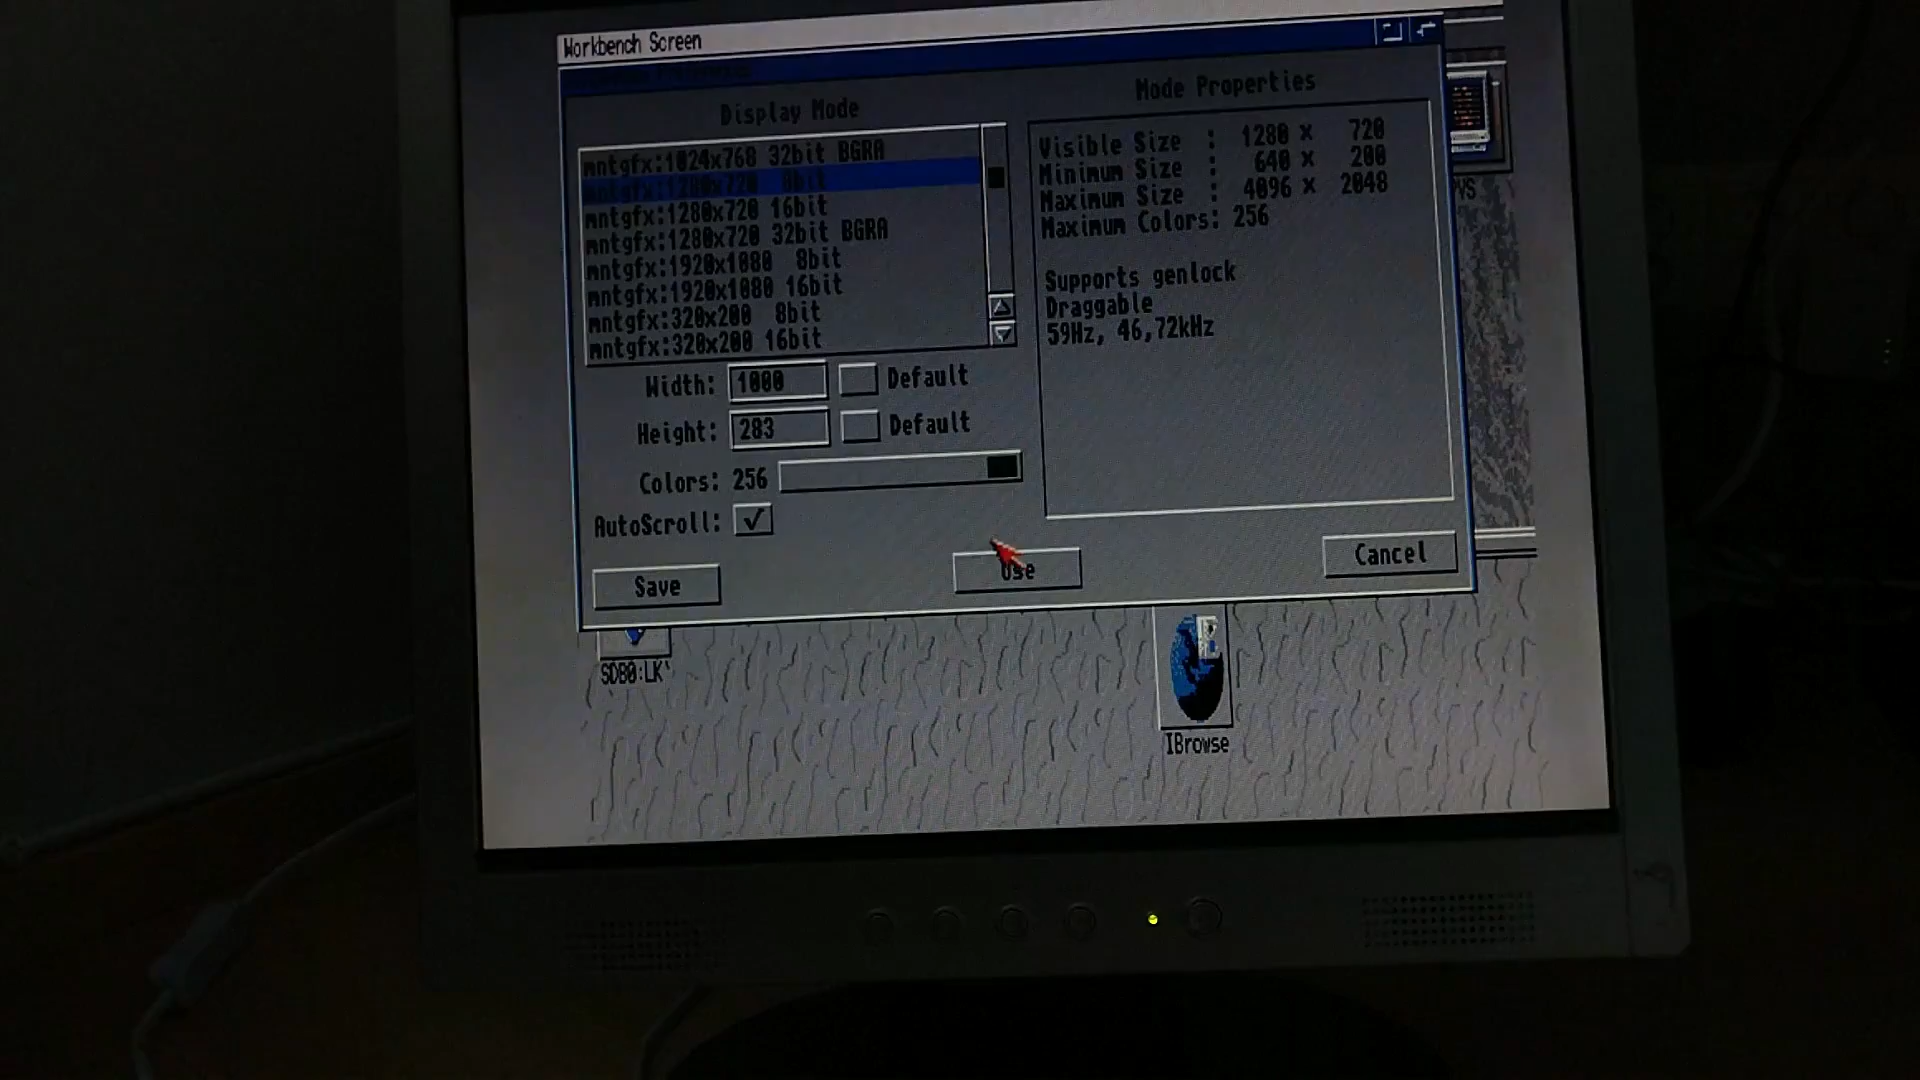 Workbench Screen
Display Mode
mntgfx:1024x768 32bit BGRA
mntgfx:1280x720 8bit
mntgfx:1280x720 16bit
mntgfx:1280x720 32bit BGRA
mntgfx:1920x1080 8bit
mntgfx:1920x1080 16bit
mntgfx:320x200 8bit
mntgfx:320x200 16bit
Width: 1000 Default
Height: 283 Default
Colors: 256
AutoScroll: ✓
Mode Properties
Visible Size : 1280 x 720
Minimum Size : 640 x 200
Maximum Size : 4096 x 2048
Maximum Colors: 256
Supports genlock
Draggable
59Hz, 46,72kHz
Save
Use
Cancel
SDB0:LK
IBrowse